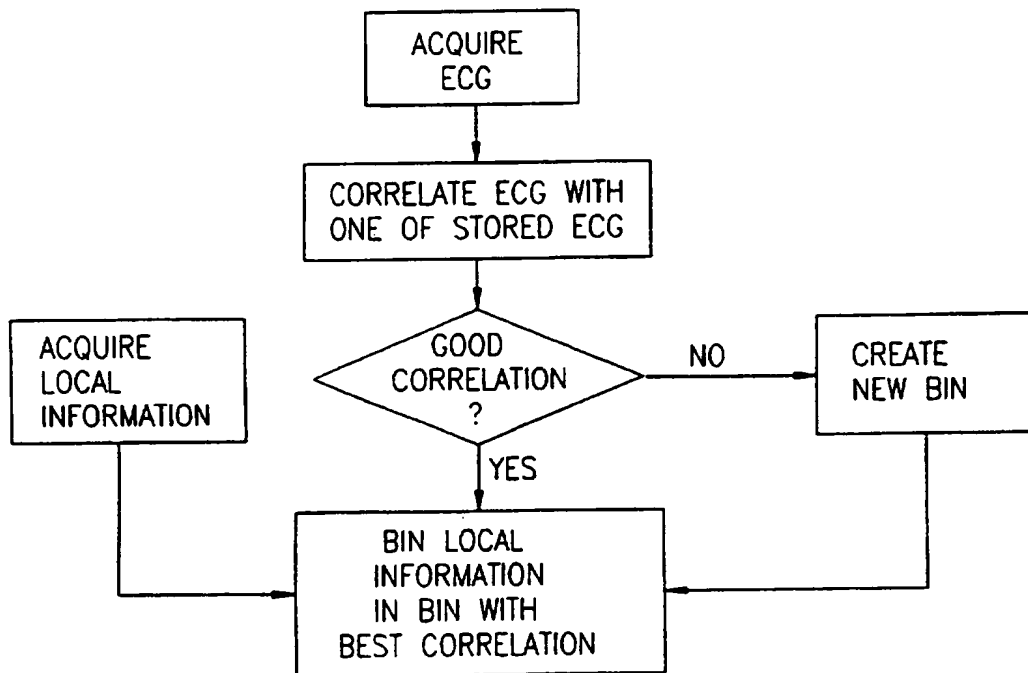 ACQUIRE
ECG
CORRELATE ECG WITH
ONE OF STORED ECG
ACQUIRE
LOCAL
INFORMATION
GOOD
CORRELATION
?
NO
CREATE
NEW BIN
YES
BIN LOCAL
INFORMATION
IN BIN WITH
BEST CORRELATION